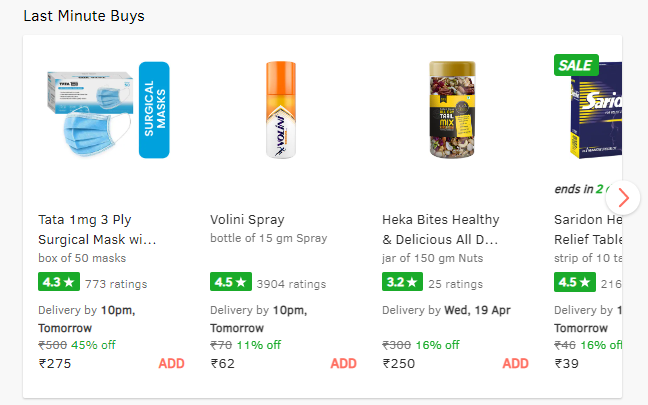 Last Minute Buys
SURGICAL
MASKS
Tata 1mg 3 Ply
Surgical Mask wi...
box of 50 masks
4.3★ 773 ratings
Delivery by 10pm,
Tomorrow
₹500 45% off
₹275 ADD
VOLINI
Volini Spray
bottle of 15 gm Spray
4.5★ 3904 ratings
Delivery by 10pm,
Tomorrow
₹70 11% off
₹62 ADD
TRAIL
MIX
Heka Bites Healthy
& Delicious All D...
jar of 150 gm Nuts
3.2★ 25 ratings
Delivery by Wed, 19 Apr
₹300 16% off
₹250 ADD
SALE
Sarid
ends in 2
Saridon He
Relief Table
strip of 10 ta
4.5★ 216
Delivery by 1
Tomorrow
₹46 16% off
₹39